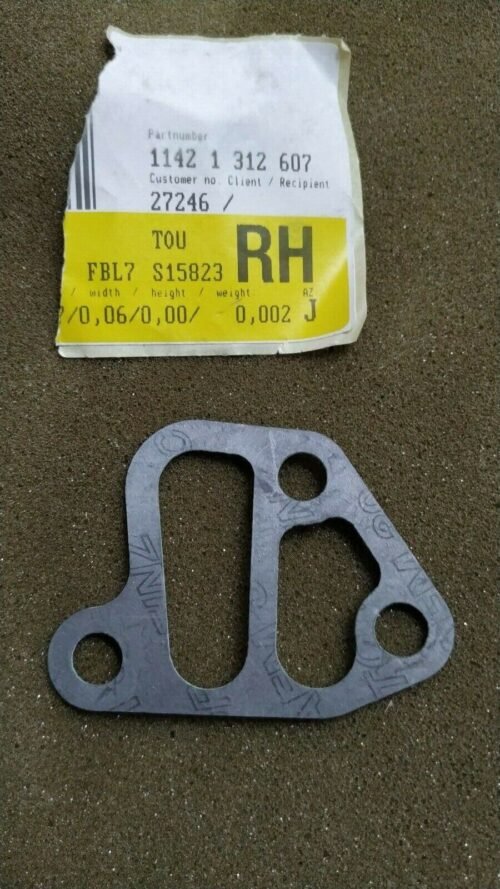 Partnumber
1142 1 312 607
Customer no. Client / Recipient
27246 /
TOU
FBL7 S15823 RH
/ width / height / weight AZ
/0,06/0,00/ 0,002 J